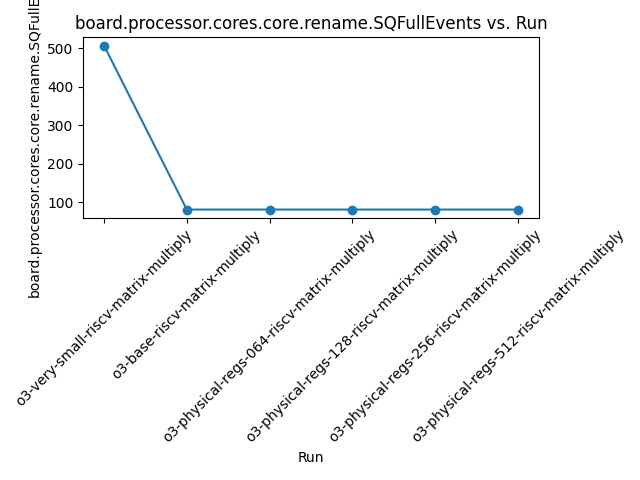 board.processor.cores.core.rename.SQFullEvents vs. Run
board.processor.cores.core.rename.SQFullE
500
400
300
200
100
o3-very-small-riscv-matrix-multiply
o3-base-riscv-matrix-multiply
o3-physical-regs-064-riscv-matrix-multiply
o3-physical-regs-128-riscv-matrix-multiply
o3-physical-regs-256-riscv-matrix-multiply
o3-physical-regs-512-riscv-matrix-multiply
Run